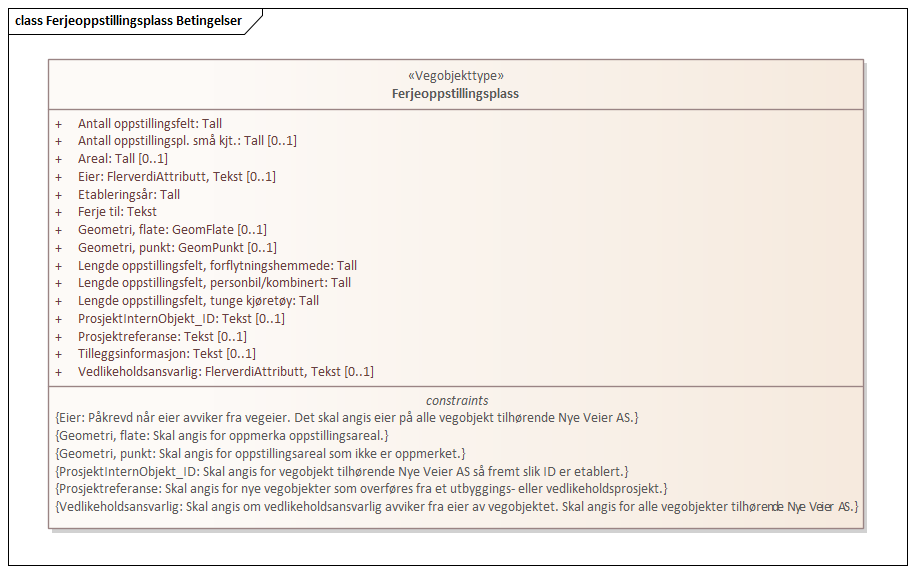 class Ferjeoppstillingsplass Betingelser
«Vegobjekttype»
Ferjeoppstillingsplass
+ Antall oppstillingsfelt: Tall
+ Antall oppstillingspl. små kjt.: Tall [0..1]
+ Areal: Tall [0..1]
+ Eier: FlerverdiAttributt, Tekst [0..1]
+ Etableringsår: Tall
+ Ferje til: Tekst
+ Geometri, flate: GeomFlate [0..1]
+ Geometri, punkt: GeomPunkt [0..1]
+ Lengde oppstillingsfelt, forflytningshemmede: Tall
+ Lengde oppstillingsfelt, personbil/kombinert: Tall
+ Lengde oppstillingsfelt, tunge kjøretøy: Tall
+ ProsjektInternObjekt_ID: Tekst [0..1]
+ Prosjektreferanse: Tekst [0..1]
+ Tilleggsinformasjon: Tekst [0..1]
+ Vedlikeholdsansvarlig: FlerverdiAttributt, Tekst [0..1]
constraints
{Eier: Påkrevd når eier avviker fra vegeier. Det skal angis eier på alle vegobjekt tilhørende Nye Veier AS.}
{Geometri, flate: Skal angis for oppmerka oppstillingsareal.}
{Geometri, punkt: Skal angis for oppstillingsareal som ikke er oppmerket.}
{ProsjektInternObjekt_ID: Skal angis for vegobjekt tilhørende Nye Veier AS så fremt slik ID er etablert.}
{Prosjektreferanse: Skal angis for nye vegobjekter som overføres fra et utbyggings- eller vedlikeholdsprosjekt.}
{Vedlikeholdsansvarlig: Skal angis om vedlikeholdsansvarlig avviker fra eier av vegobjektet. Skal angis for alle vegobjekter tilhørende Nye Veier AS.}